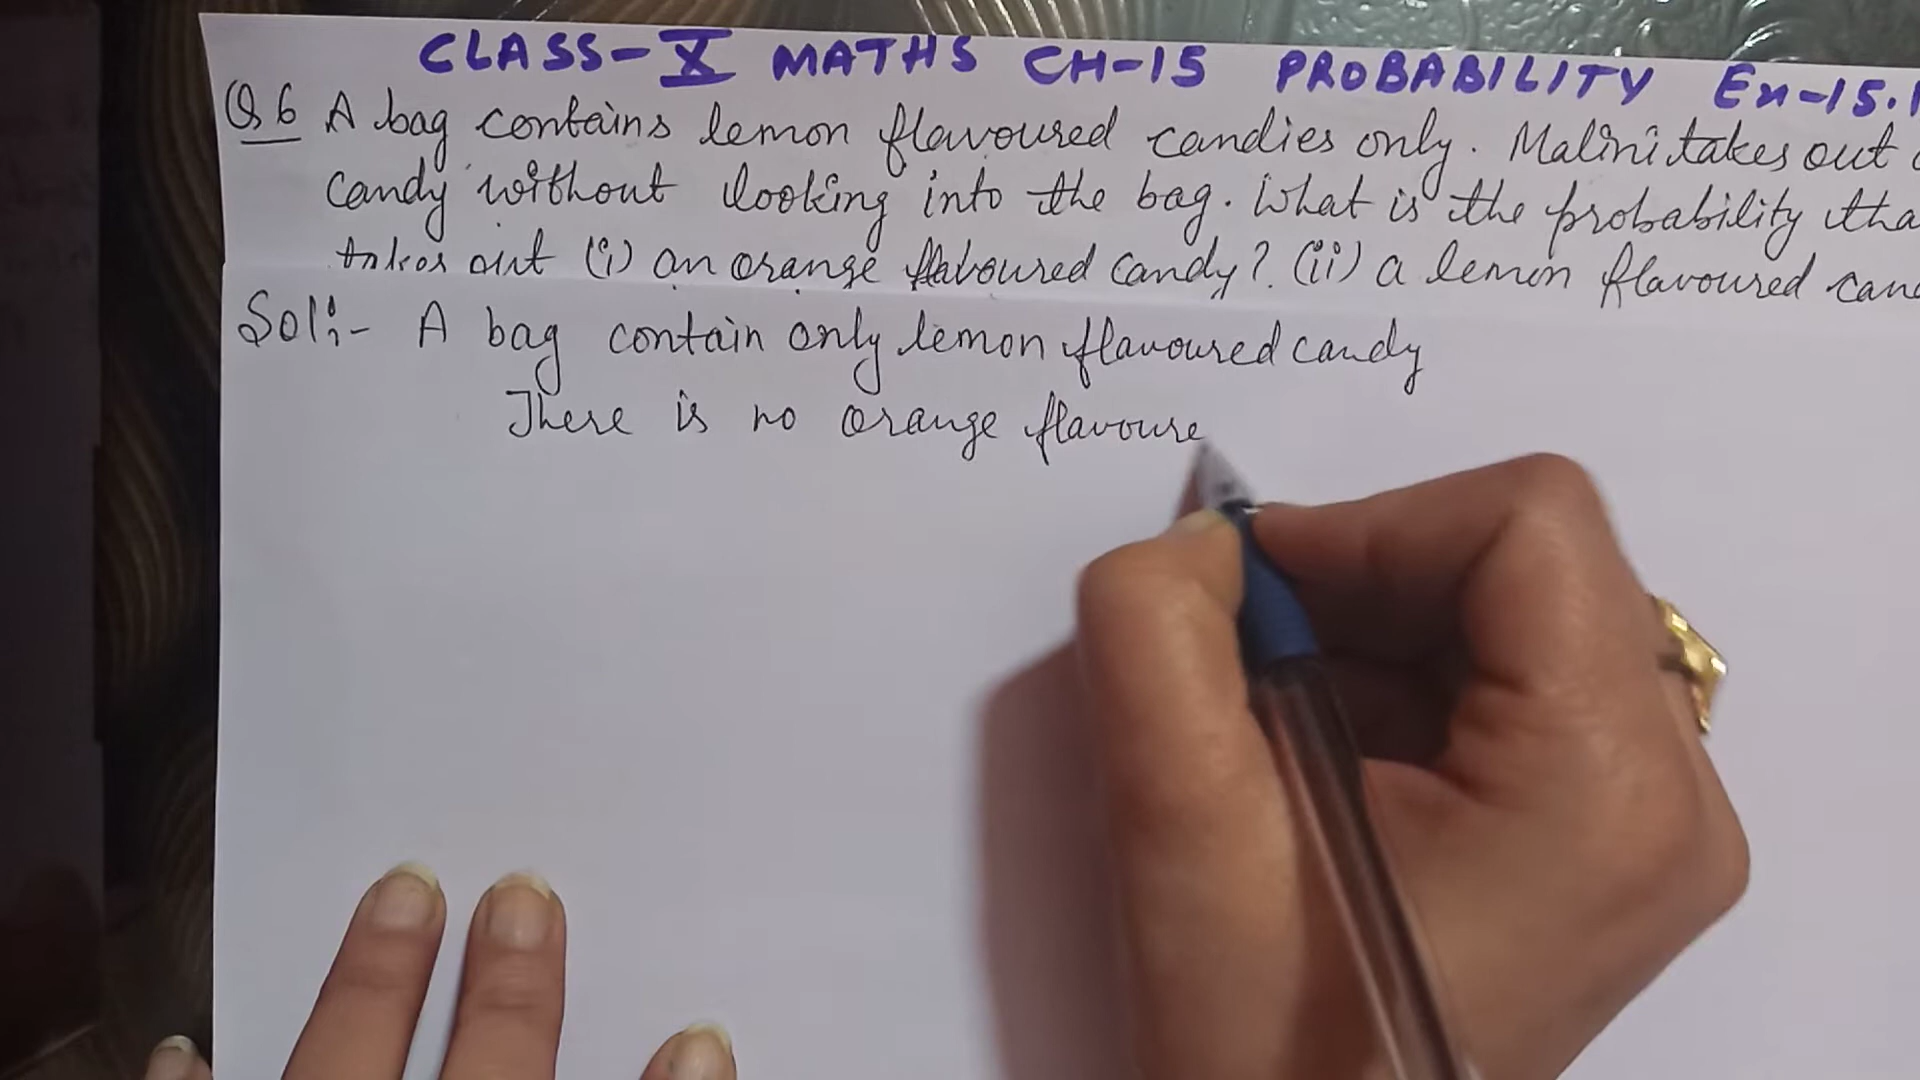 CLASS-X MATHS CH-15 PROBABILITY Ex-15.1
Q6 A bag contains lemon flavoured candies only. Malini takes out
candy without looking into the bag. What is the probability tha
takes out (i) an orange flavoured candy? (ii) a lemon flavoured can
Sol:- A bag contain only lemon flavoured candy
There is no orange flavoure